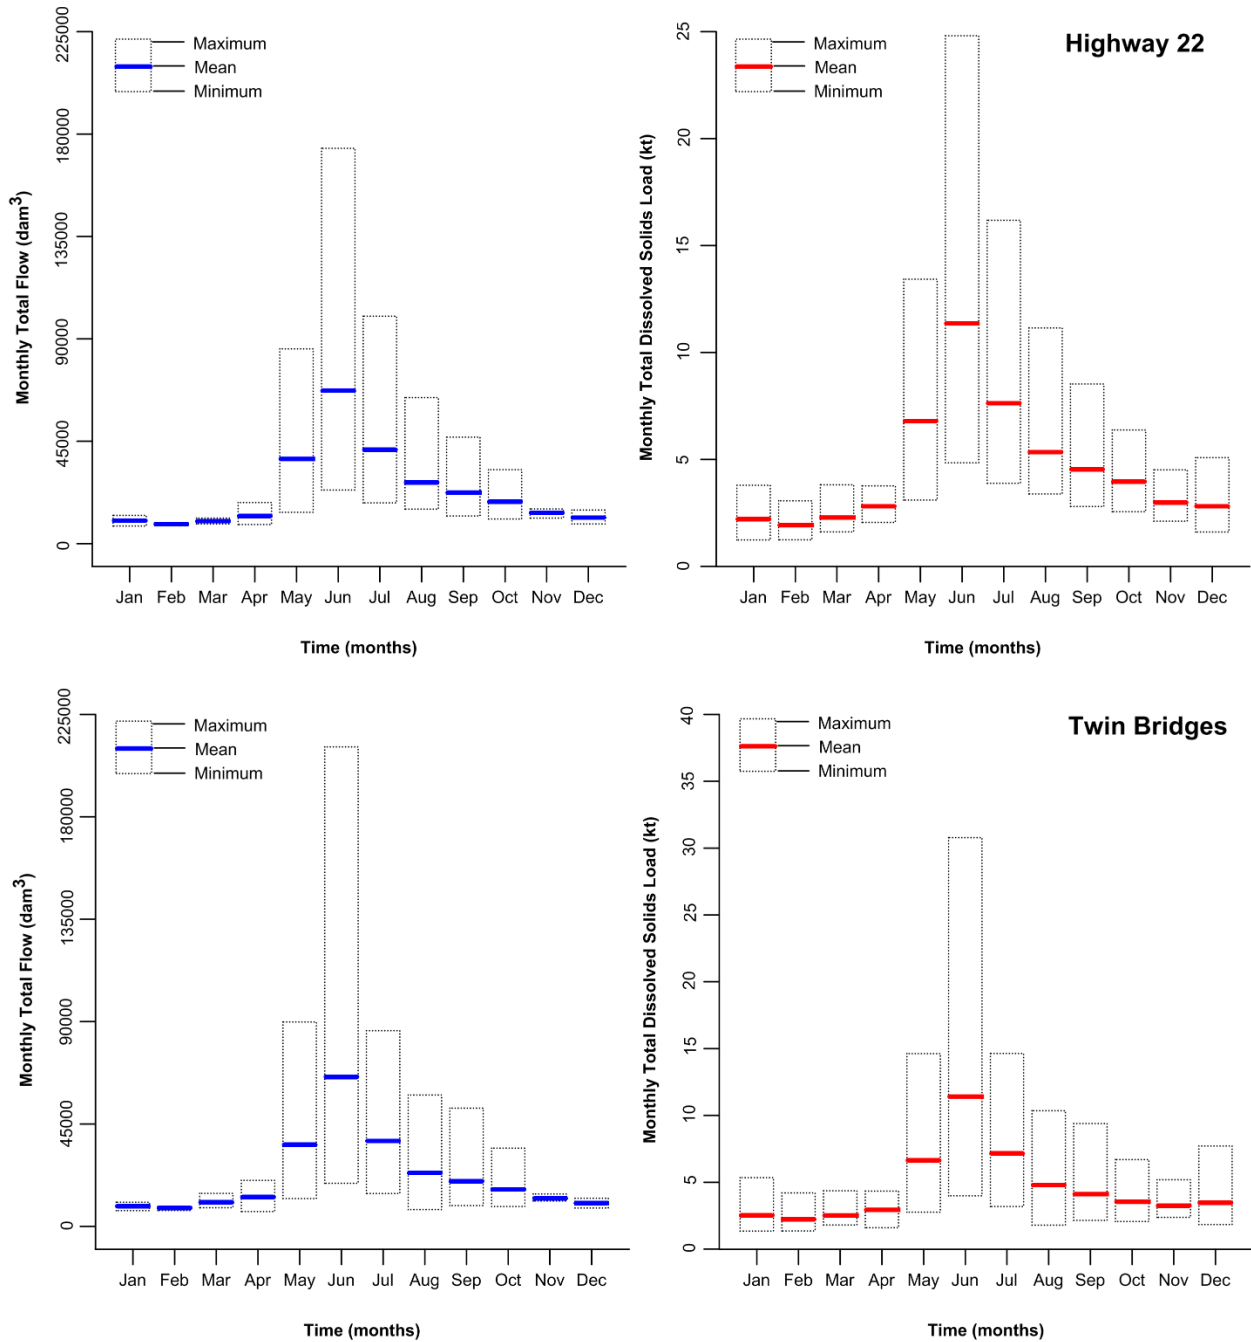 Highway 22
Maximum
Mean
Minimum
Monthly Total Flow (dam³)
225000
180000
135000
90000
45000
0
Jan Feb Mar Apr May Jun Jul Aug Sep Oct Nov Dec
Time (months)
Maximum
Mean
Minimum
Monthly Total Dissolved Solids Load (kt)
25
20
15
10
5
0
Jan Feb Mar Apr May Jun Jul Aug Sep Oct Nov Dec
Time (months)
Twin Bridges
Maximum
Mean
Minimum
Monthly Total Flow (dam³)
225000
180000
135000
90000
45000
0
Jan Feb Mar Apr May Jun Jul Aug Sep Oct Nov Dec
Time (months)
Maximum
Mean
Minimum
Monthly Total Dissolved Solids Load (kt)
40
35
30
25
20
15
10
5
0
Jan Feb Mar Apr May Jun Jul Aug Sep Oct Nov Dec
Time (months)